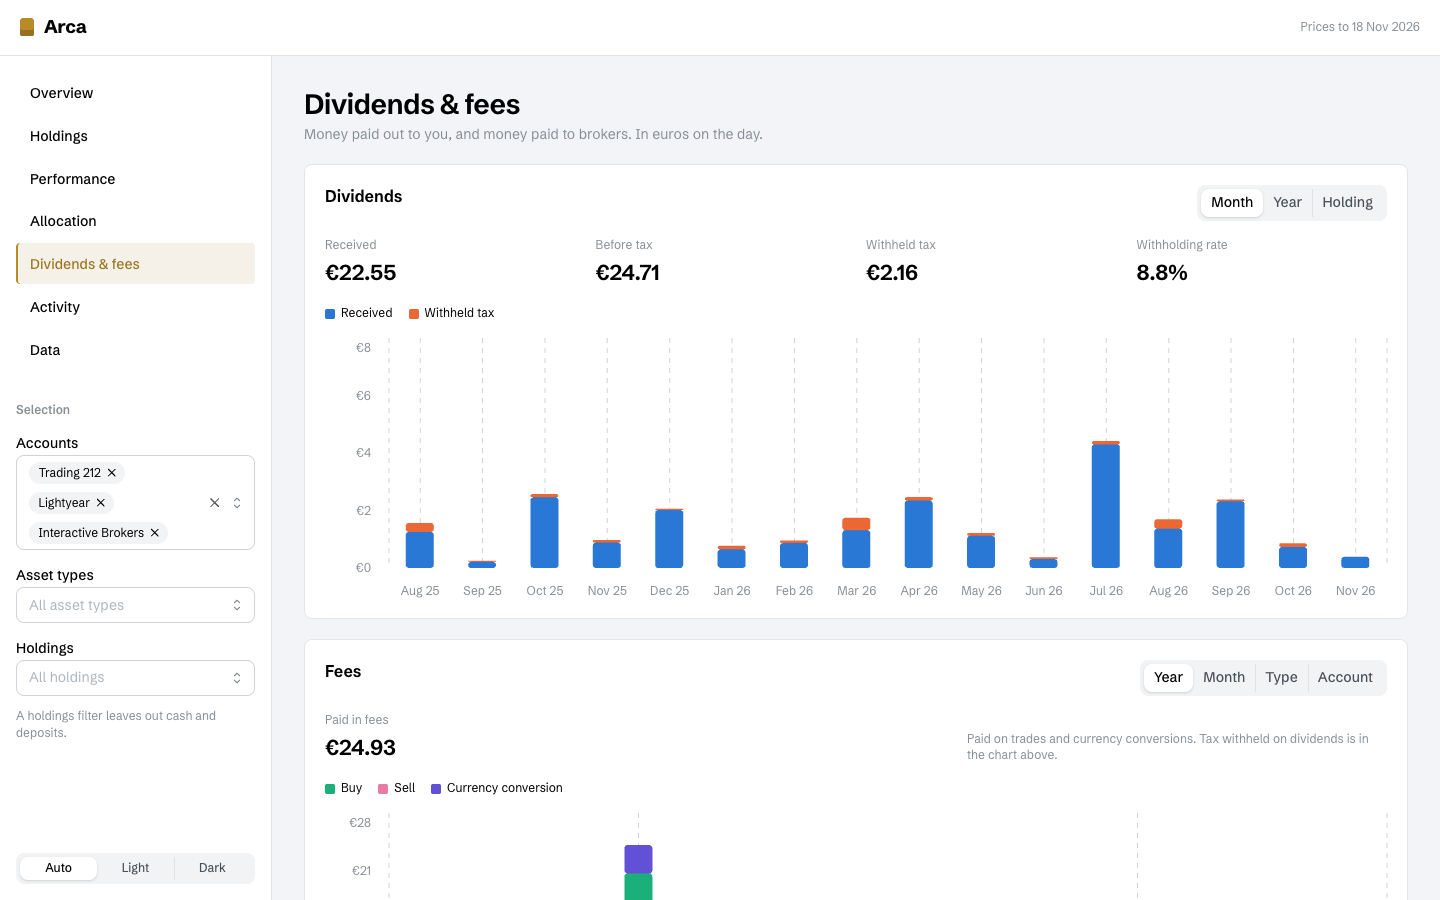 Arca
Prices to 18 Nov 2026
Overview
Holdings
Performance
Allocation
Dividends & fees
Activity
Data
Selection
Accounts
Trading 212
Lightyear
Interactive Brokers
Asset types
All asset types
Holdings
All holdings
A holdings filter leaves out cash and
deposits.
Auto Light Dark
Dividends & fees
Money paid out to you, and money paid to brokers. In euros on the day.
Dividends
Month Year Holding
Received Before tax Withheld tax Withholding rate
€22.55 €24.71 €2.16 8.8%
Received Withheld tax
€8
€6
€4
€2
€0
Aug 25 Sep 25 Oct 25 Nov 25 Dec 25 Jan 26 Feb 26 Mar 26 Apr 26 May 26 Jun 26 Jul 26 Aug 26 Sep 26 Oct 26 Nov 26
Fees
Year Month Type Account
Paid in fees
€24.93
Paid on trades and currency conversions. Tax withheld on dividends is in
the chart above.
Buy Sell Currency conversion
€28
€21